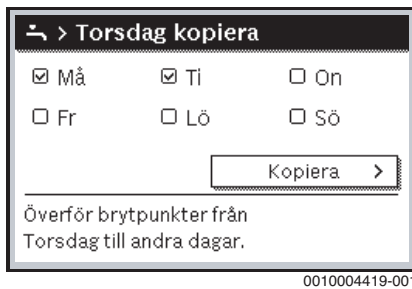 > Torsdag kopiera
Må Ti On
Fr Lö Sö
Kopiera >
Överför brytpunkter från
Torsdag till andra dagar.
0010004419-001